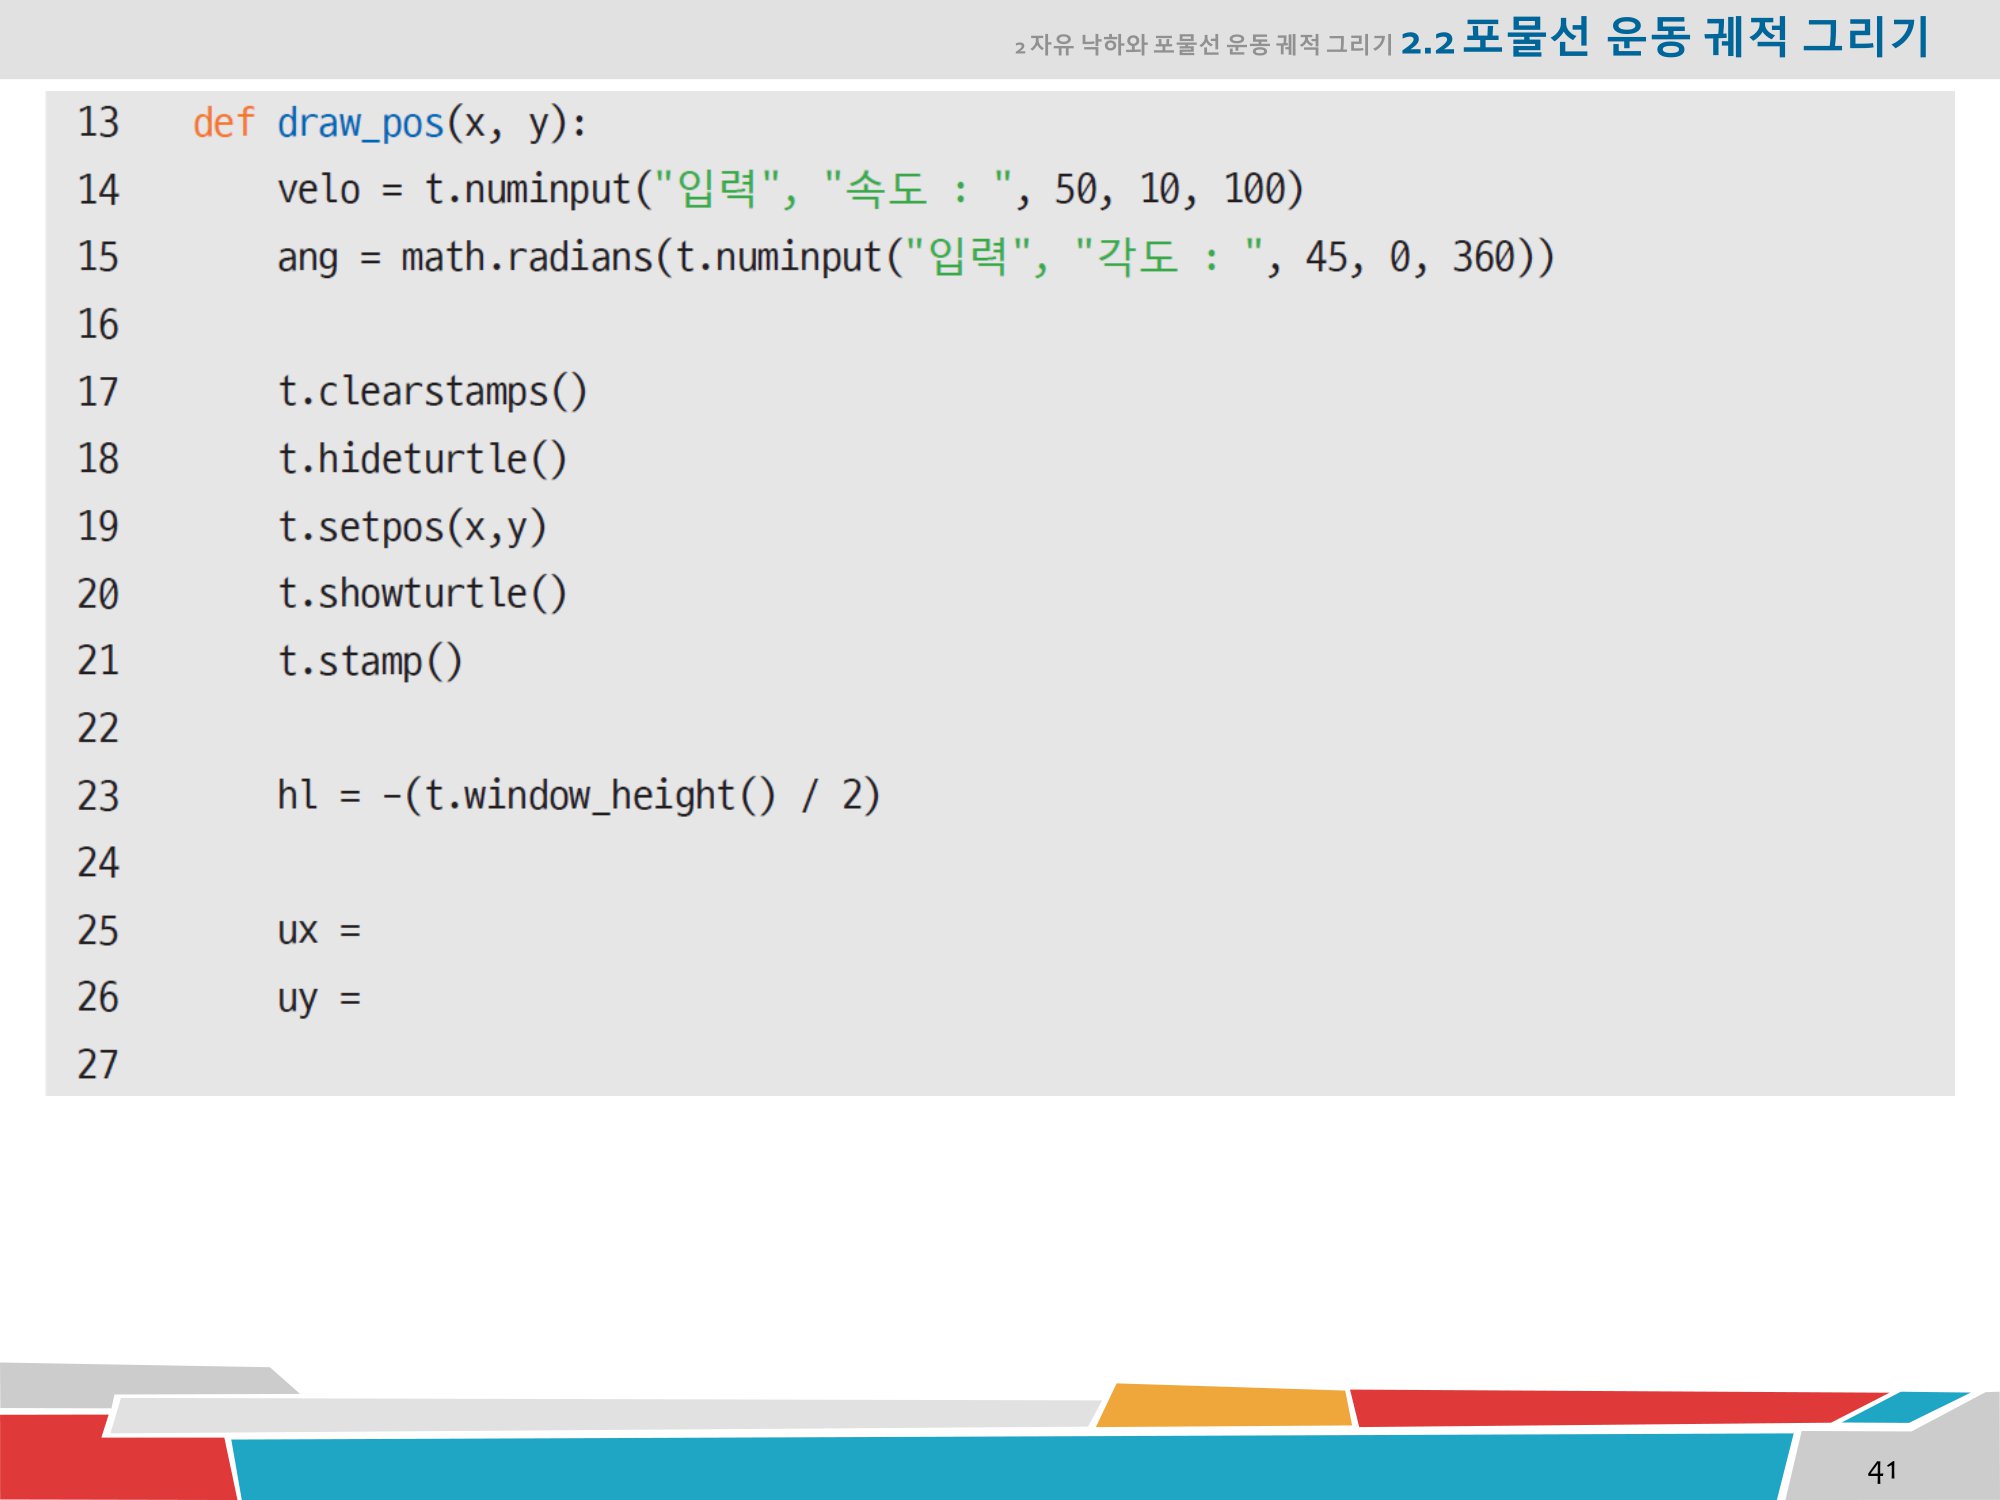 2 자유 낙하와 포물선 운동 궤적 그리기 2.2 포물선 운동 궤적 그리기
13 def draw_pos(x, y):
14 velo = t.numinput("입력", "속도 : ", 50, 10, 100)
15 ang = math.radians(t.numinput("입력", "각도 : ", 45, 0, 360))
16
17 t.clearstamps()
18 t.hideturtle()
19 t.setpos(x,y)
20 t.showturtle()
21 t.stamp()
22
23 hl = -(t.window_height() / 2)
24
25 ux =
26 uy =
27
41